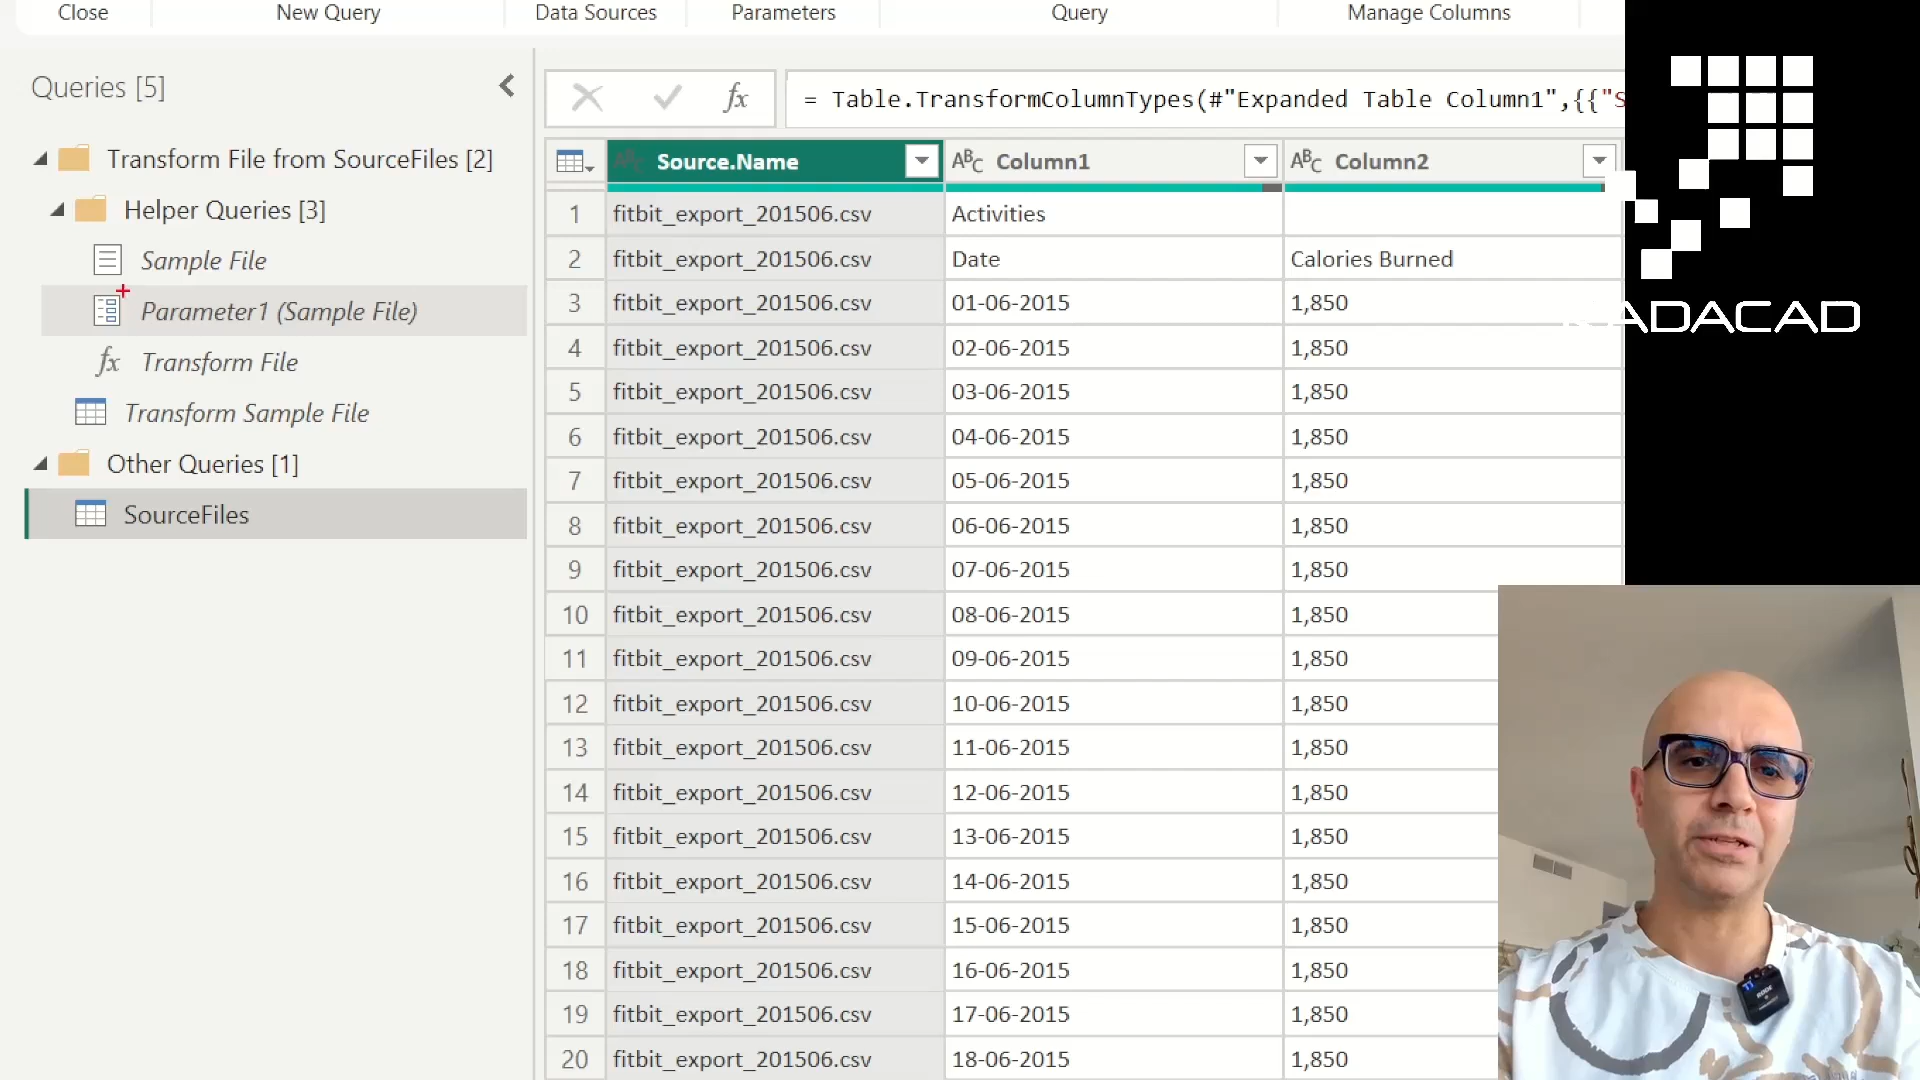 Close New Query Data Sources Parameters Query Manage Columns
Queries [5]
Transform File from SourceFiles [2]
Helper Queries [3]
Sample File
Parameter1 (Sample File)
fx Transform File
Transform Sample File
Other Queries [1]
SourceFiles
fx = Table.TransformColumnTypes(#"Expanded Table Column1",{{"S
ABC Source.Name ABC Column1 ABC Column2
1 fitbit_export_201506.csv Activities
2 fitbit_export_201506.csv Date Calories Burned
3 fitbit_export_201506.csv 01-06-2015 1,850
4 fitbit_export_201506.csv 02-06-2015 1,850
5 fitbit_export_201506.csv 03-06-2015 1,850
6 fitbit_export_201506.csv 04-06-2015 1,850
7 fitbit_export_201506.csv 05-06-2015 1,850
8 fitbit_export_201506.csv 06-06-2015 1,850
9 fitbit_export_201506.csv 07-06-2015 1,850
10 fitbit_export_201506.csv 08-06-2015 1,850
11 fitbit_export_201506.csv 09-06-2015 1,850
12 fitbit_export_201506.csv 10-06-2015 1,850
13 fitbit_export_201506.csv 11-06-2015 1,850
14 fitbit_export_201506.csv 12-06-2015 1,850
15 fitbit_export_201506.csv 13-06-2015 1,850
16 fitbit_export_201506.csv 14-06-2015 1,850
17 fitbit_export_201506.csv 15-06-2015 1,850
18 fitbit_export_201506.csv 16-06-2015 1,850
19 fitbit_export_201506.csv 17-06-2015 1,850
20 fitbit_export_201506.csv 18-06-2015 1,850
RADACAD
RODE